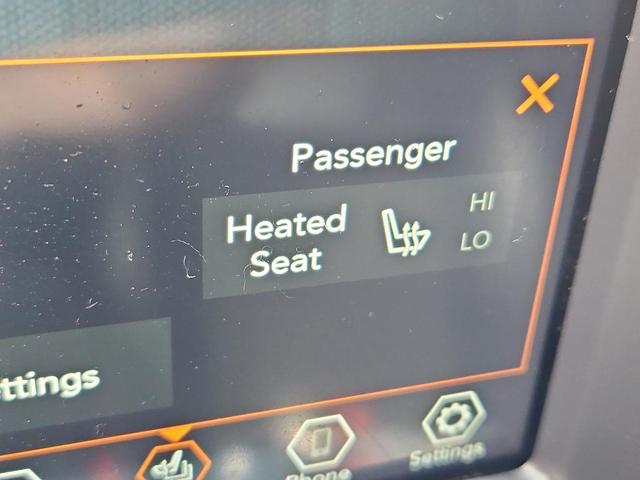 Passenger
Heated
Seat
HI
LO
ttings
Phone
Settings